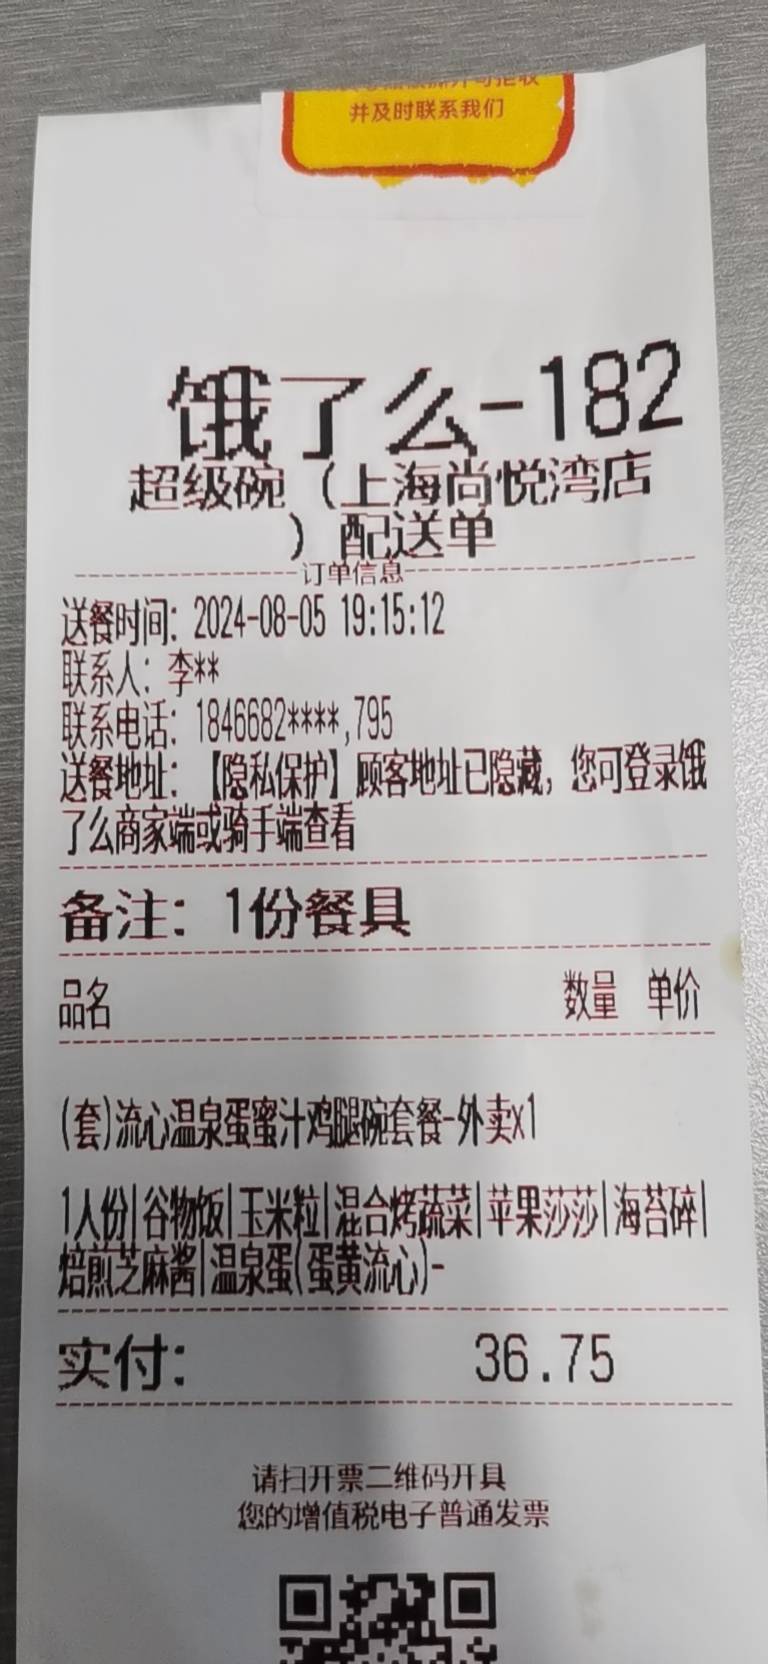 并及时联系我们
饿了么-182
超级碗（上海尚悦湾店
）配送单
订单信息
送餐时间：2024-08-05 19:15:12
联系人：李**
联系电话：1846682****,795
送餐地址：【隐私保护】顾客地址已隐藏，您可登录饿
了么商家端或骑手端查看
备注：1份餐具
品名 数量 单价
(套)流心温泉蛋蜜汁鸡腿碗套餐-外卖x1
1人份|谷物饭|玉米粒|混合烤蔬菜|苹果莎莎|海苔碎|
焙煎芝麻酱|温泉蛋(蛋黄流心)-
实付： 36.75
请扫开票二维码开具
您的增值税电子普通发票